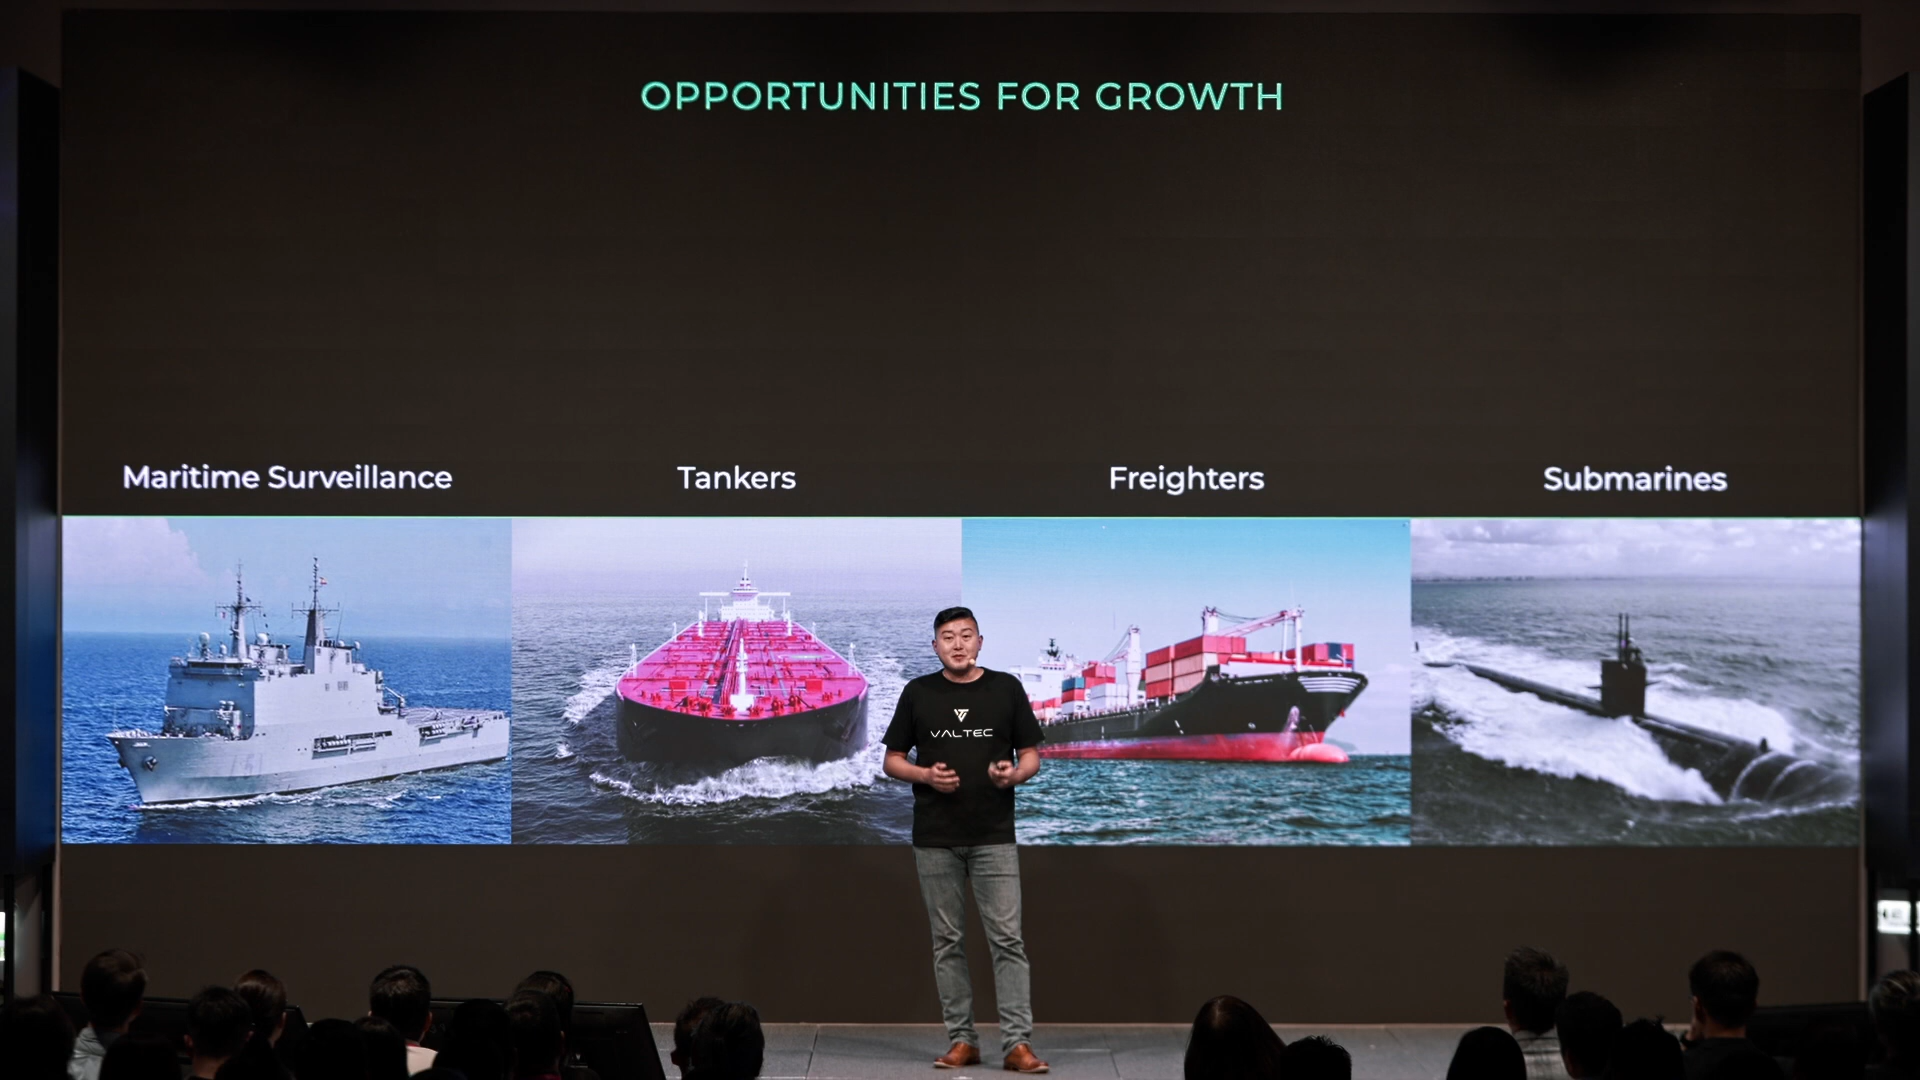 OPPORTUNITIES FOR GROWTH
Maritime Surveillance
Tankers
Freighters
Submarines
VALTEC